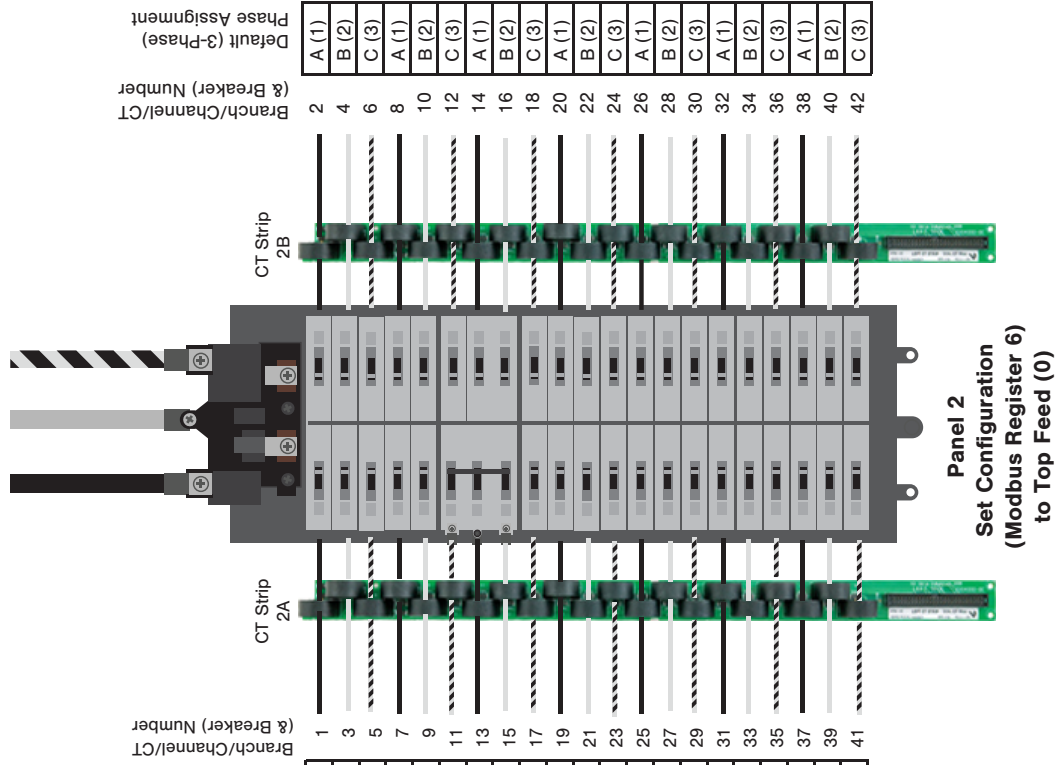 Default (3-Phase)
Phase Assignment
A (1)
B (2)
C (3)
A (1)
B (2)
C (3)
A (1)
B (2)
C (3)
A (1)
B (2)
C (3)
A (1)
B (2)
C (3)
A (1)
B (2)
C (3)
A (1)
B (2)
C (3)
Branch/Channel/CT
(& Breaker) Number
2
4
6
8
10
12
14
16
18
20
22
24
26
28
30
32
34
36
38
40
42
CT Strip
2B
CT Strip
2A
Branch/Channel/CT
(& Breaker) Number
1
3
5
7
9
11
13
15
17
19
21
23
25
27
29
31
33
35
37
39
41
Panel 2
Set Configuration
(Modbus Register 6)
to Top Feed (0)